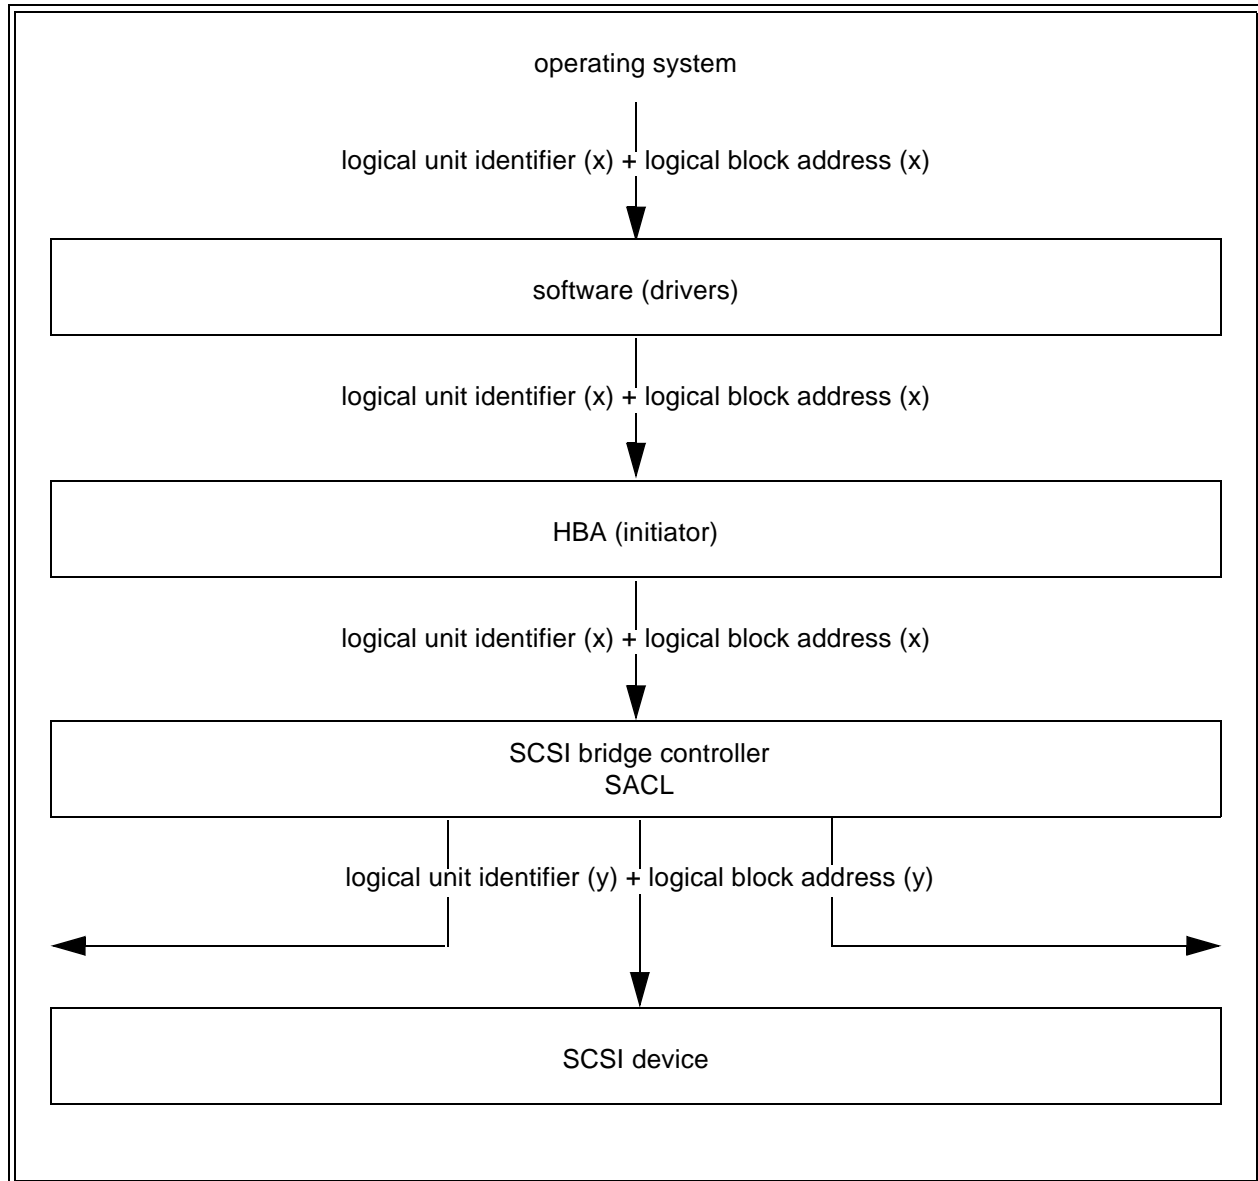 operating system
logical unit identifier (x) + logical block address (x)
software (drivers)
logical unit identifier (x) + logical block address (x)
HBA (initiator)
logical unit identifier (x) + logical block address (x)
SCSI bridge controller
SACL
logical unit identifier (y) + logical block address (y)
SCSI device